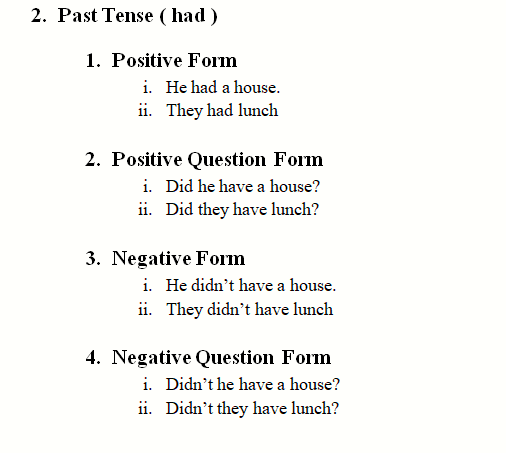 2. Past Tense ( had )
1. Positive Form
i. He had a house.
ii. They had lunch
2. Positive Question Form
i. Did he have a house?
ii. Did they have lunch?
3. Negative Form
i. He didn’t have a house.
ii. They didn’t have lunch
4. Negative Question Form
i. Didn’t he have a house?
ii. Didn’t they have lunch?